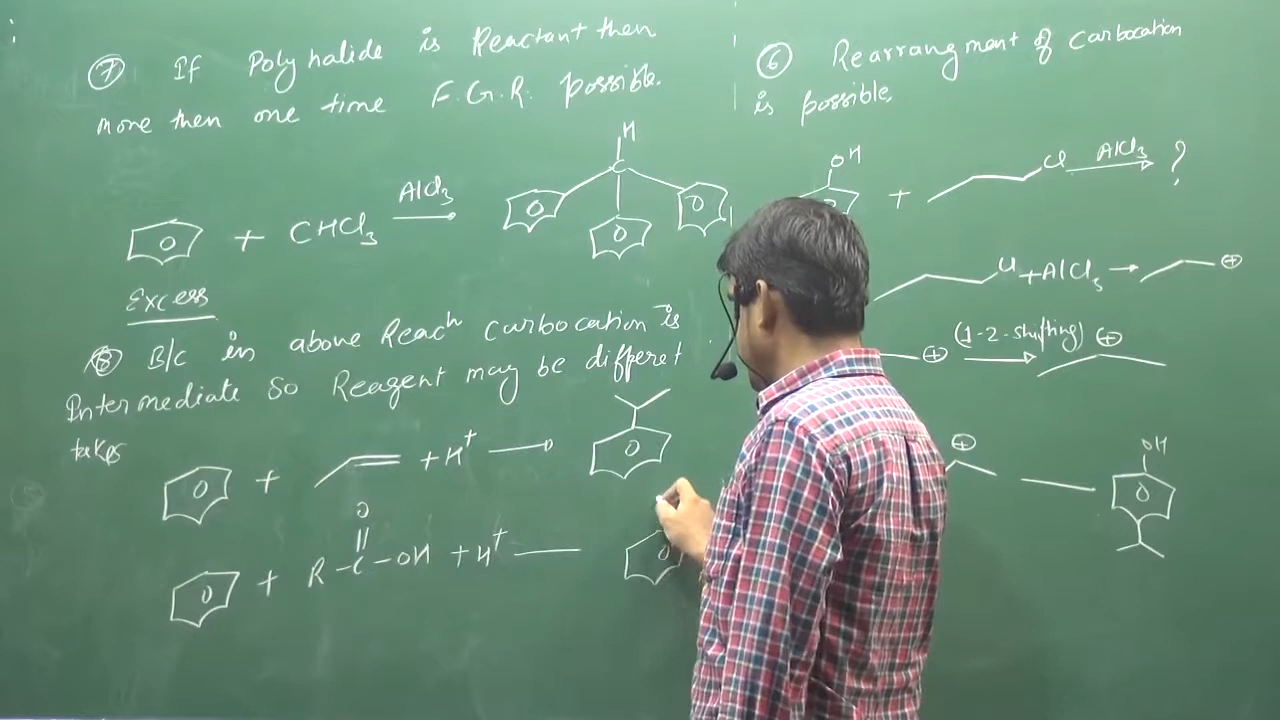 ⑦ If Polyhalide is Reactant then
more then one time F.G.R. possible.
AlCl3
+ CHCl3
H
C
Excess
⑧ B/c in above Reach carbocation is
Intermediate so Reagent may be differet
takes
+ + H+
O
+ R-C-OH + H+
⑥ Rearrangment of carbocation
is possible.
OH
+ Cl AlCl3 ?
Cl + AlCl3 → ⊕
⊕ (1-2-shifting) ⊕
⊕ OH